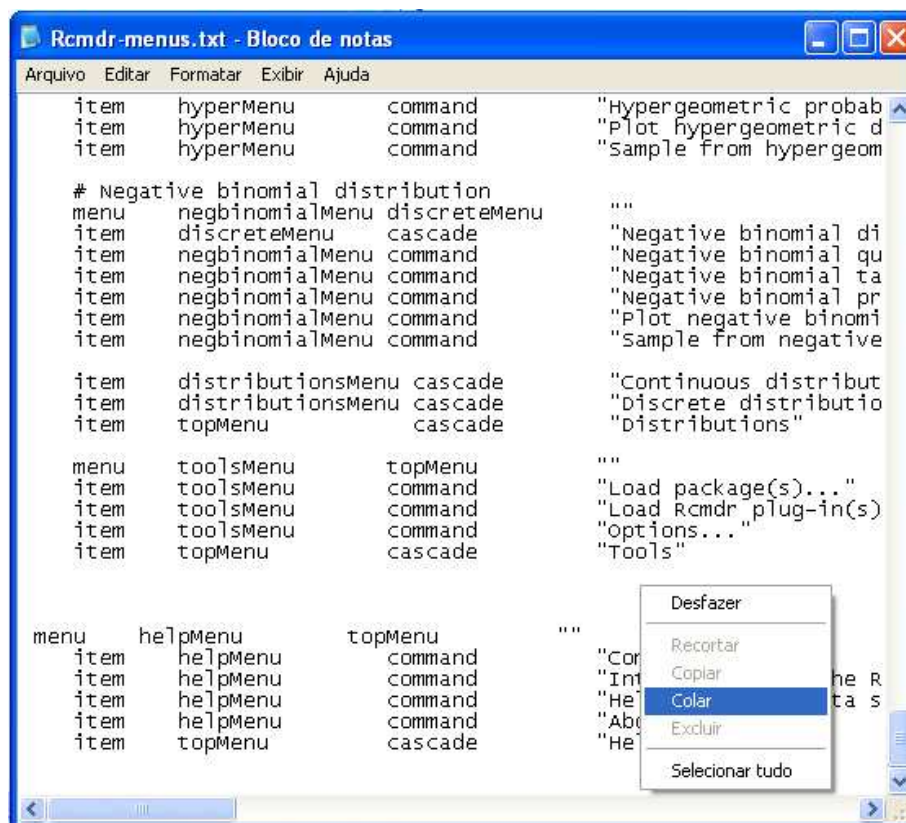 Rcmdr-menus.txt - Bloco de notas
Arquivo Editar Formatar Exibir Ajuda
item hyperMenu command "Hypergeometric probab
item hyperMenu command "Plot hypergeometric d
item hyperMenu command "Sample from hypergeom
# Negative binomial distribution
menu negbinomialMenu discreteMenu ""
item discreteMenu cascade "Negative binomial di
item negbinomialMenu command "Negative binomial qu
item negbinomialMenu command "Negative binomial ta
item negbinomialMenu command "Negative binomial pr
item negbinomialMenu command "Plot negative binomi
item negbinomialMenu command "Sample from negative
item distributionsMenu cascade "Continuous distribut
item distributionsMenu cascade "Discrete distributio
item topMenu cascade "Distributions"
menu toolsMenu topMenu ""
item toolsMenu command "Load package(s)..."
item toolsMenu command "Load Rcmdr plug-in(s)
item toolsMenu command "Options..."
item topMenu cascade "Tools"
menu helpMenu topMenu ""
item helpMenu command "Con
item helpMenu command "Int he R
item helpMenu command "He ta s
item helpMenu command "Abo
item topMenu cascade "He
Desfazer
Recortar
Copiar
Colar
Excluir
Selecionar tudo